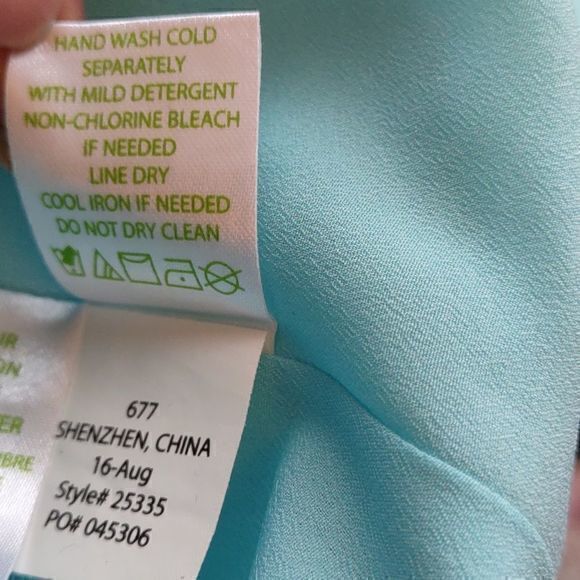 HAND WASH COLD
SEPARATELY
WITH MILD DETERGENT
NON-CHLORINE BLEACH
IF NEEDED
LINE DRY
COOL IRON IF NEEDED
DO NOT DRY CLEAN
677
SHENZHEN, CHINA
16-Aug
Style# 25335
PO# 045306